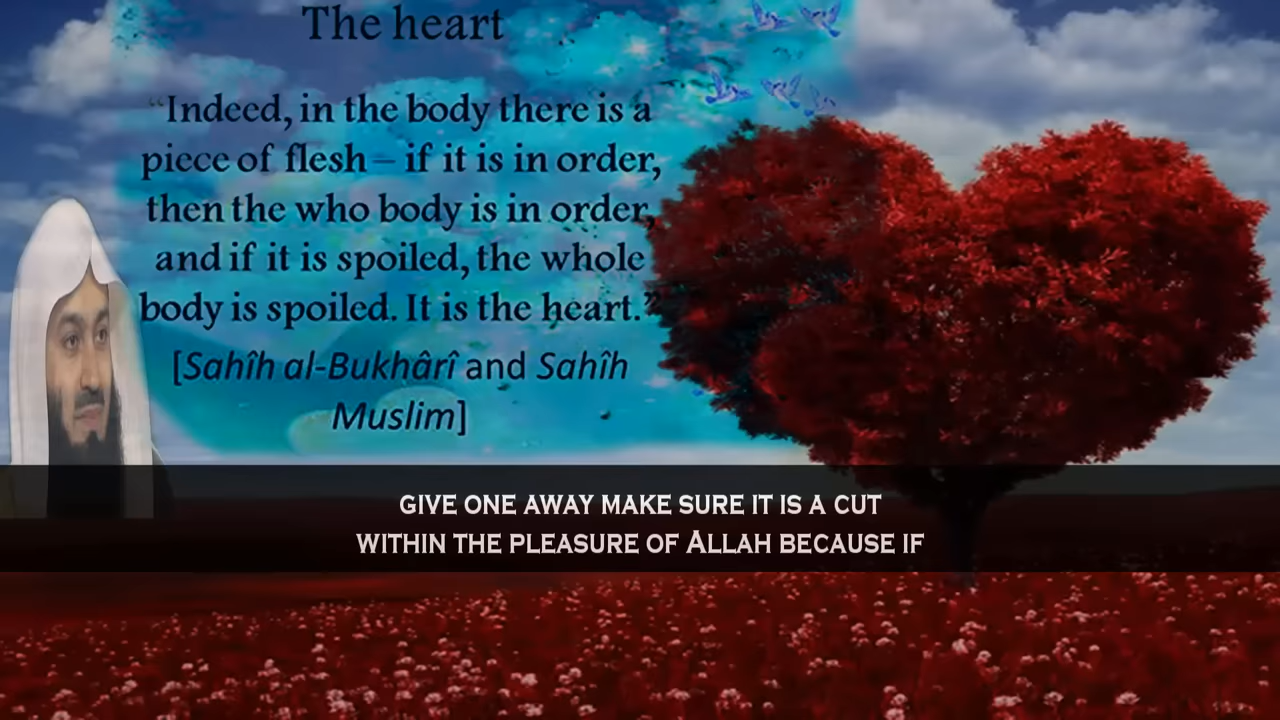 The heart
“Indeed, in the body there is a
piece of flesh – if it is in order,
then the who body is in order,
and if it is spoiled, the whole
body is spoiled. It is the heart.”
[Sahîh al-Bukhârî and Sahîh
Muslim]
GIVE ONE AWAY MAKE SURE IT IS A CUT
WITHIN THE PLEASURE OF ALLAH BECAUSE IF